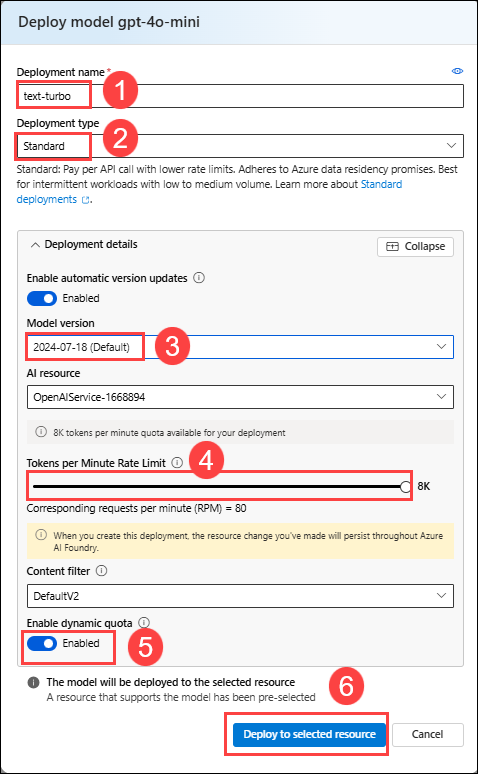 Deploy model gpt-4o-mini
Deployment name*
text-turbo
1
Deployment type
2
Standard
Standard: Pay per API call with lower rate limits. Adheres to Azure data residency promises. Best
for intermittent workloads with low to medium volume. Learn more about Standard
deployments.
Deployment details
Collapse
Enable automatic version updates
Enabled
Model version
2024-07-18 (Default)
3
AI resource
OpenAIService-1668894
8K tokens per minute quota available for your deployment
Tokens per Minute Rate Limit
4
8K
Corresponding requests per minute (RPM) = 80
When you create this deployment, the resource change you've made will persist throughout Azure
AI Foundry.
Content filter
DefaultV2
Enable dynamic quota
Enabled
5
The model will be deployed to the selected resource
A resource that supports the model has been pre-selected
6
Deploy to selected resource
Cancel